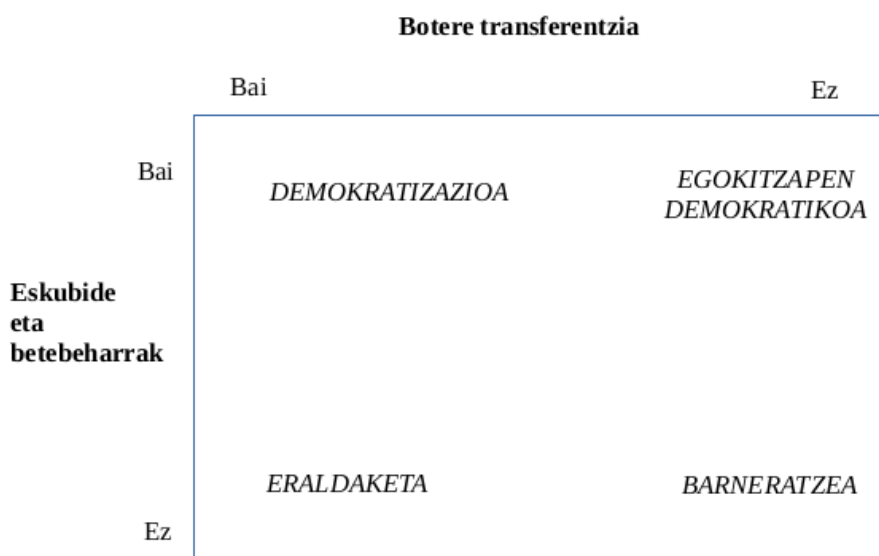 Botere transferentzia
Bai
Ez
Bai
DEMOKRATIZAZIOA
EGOKITZAPEN
DEMOKRATIKOA
Eskubide
eta
betebeharrak
ERALDAKETA
BARNERATZEA
Ez